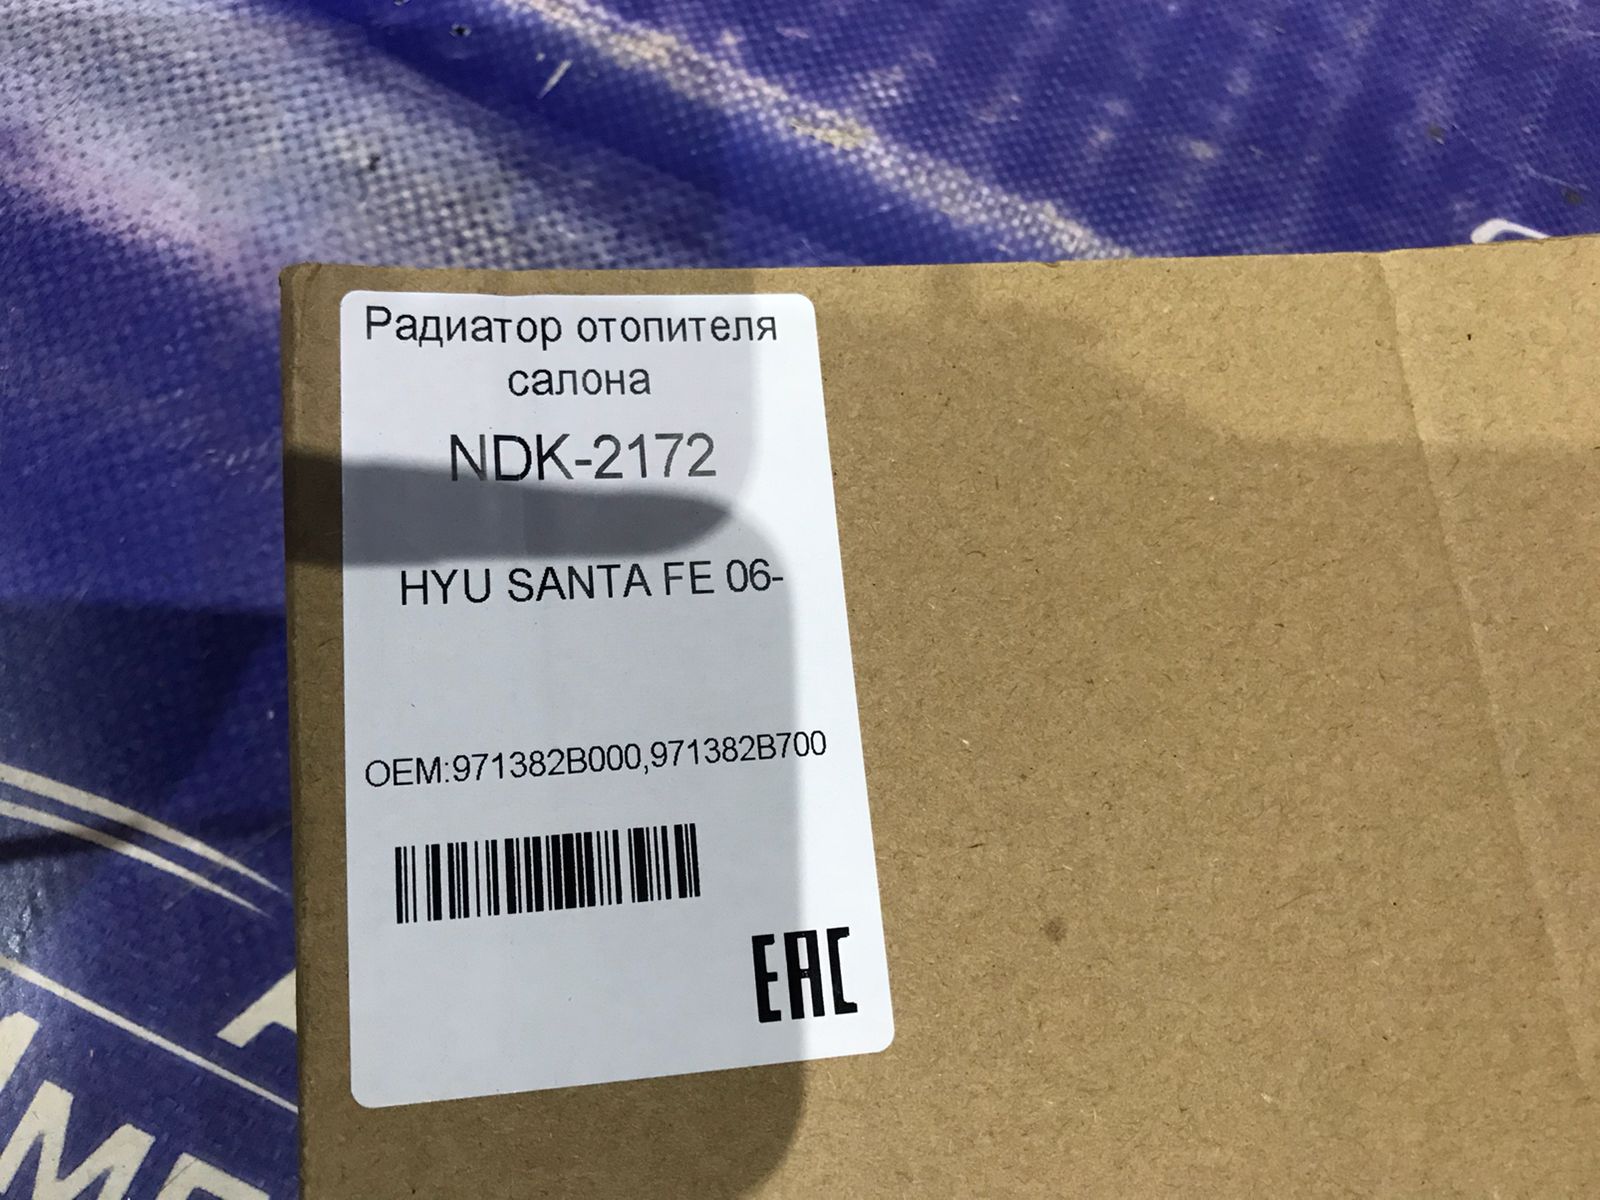 Радиатор отопителя
салона
NDK-2172
HYU SANTA FE 06-
OEM:971382B000,971382B700
EAC